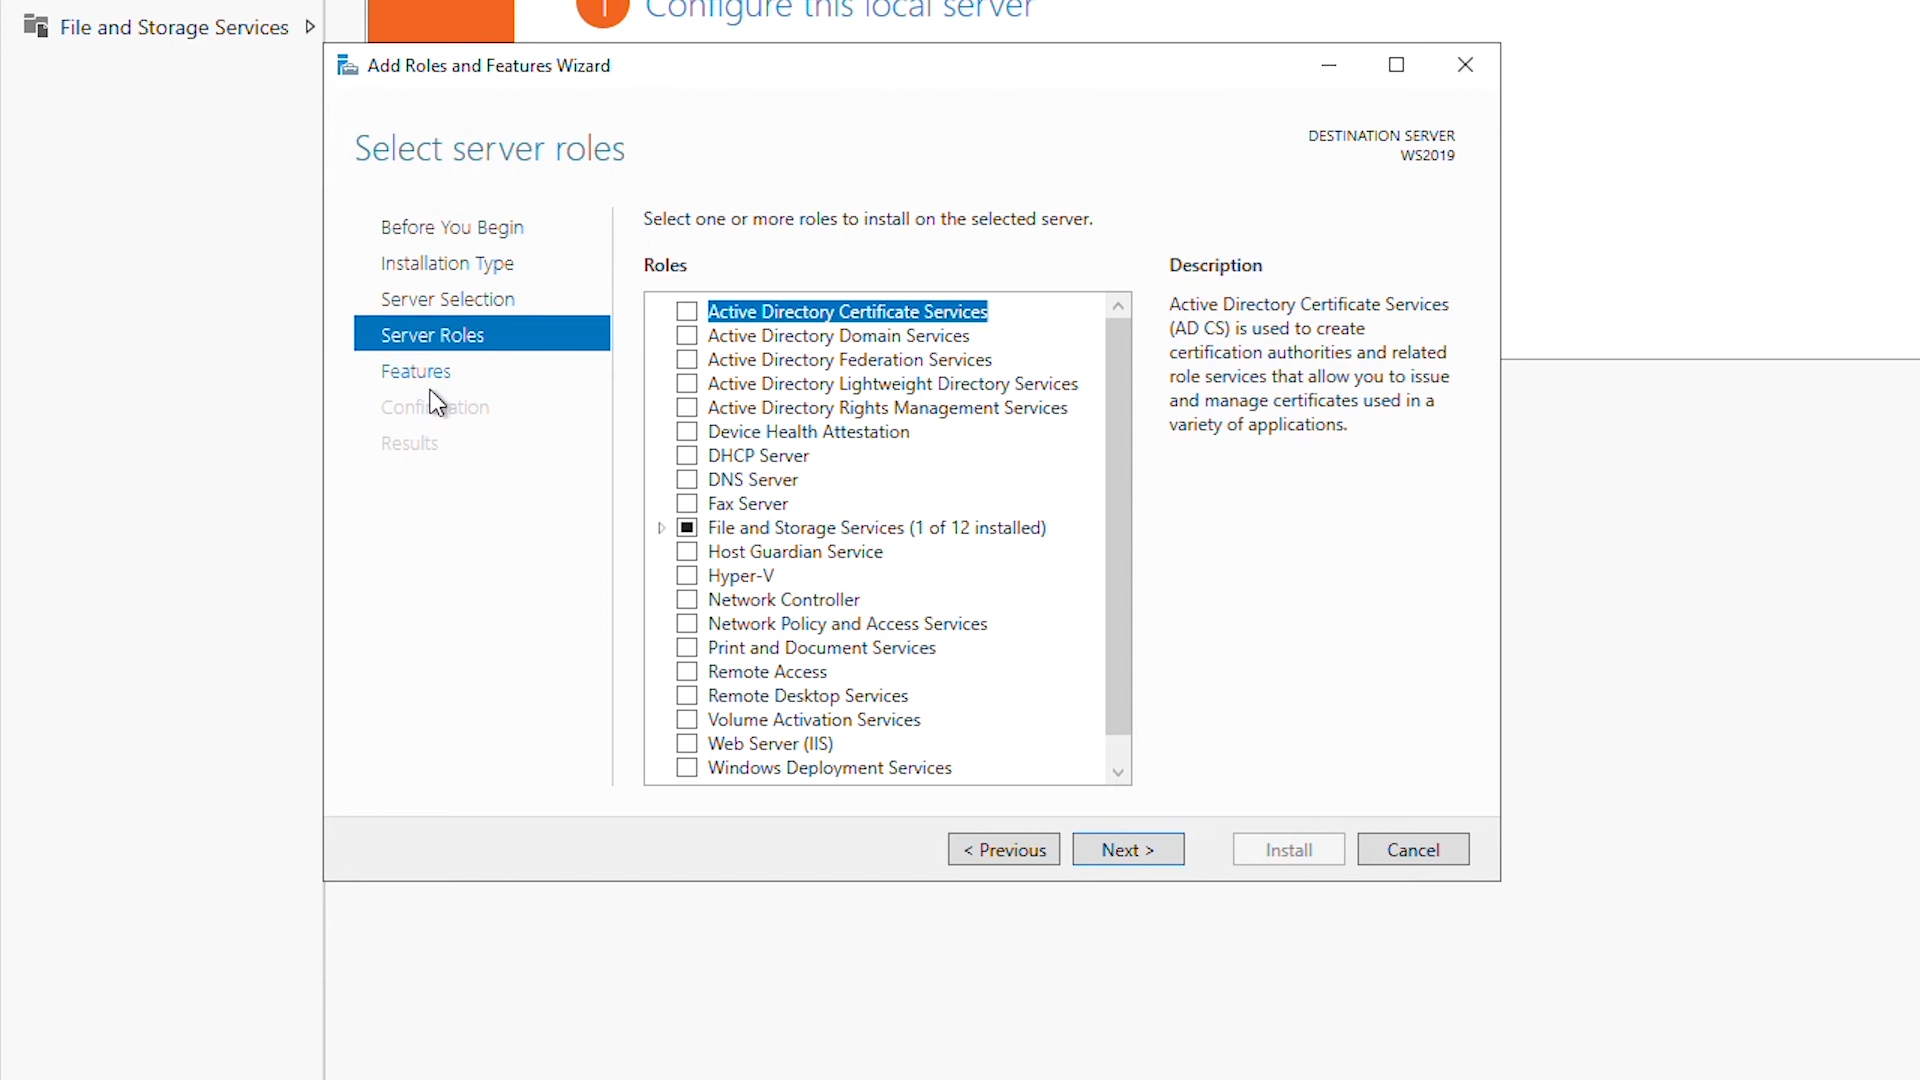 File and Storage Services
Configure this local server
Add Roles and Features Wizard
Select server roles
DESTINATION SERVER
WS2019
Before You Begin
Installation Type
Server Selection
Server Roles
Features
Confirmation
Results
Select one or more roles to install on the selected server.
Roles
Active Directory Certificate Services
Active Directory Domain Services
Active Directory Federation Services
Active Directory Lightweight Directory Services
Active Directory Rights Management Services
Device Health Attestation
DHCP Server
DNS Server
Fax Server
File and Storage Services (1 of 12 installed)
Host Guardian Service
Hyper-V
Network Controller
Network Policy and Access Services
Print and Document Services
Remote Access
Remote Desktop Services
Volume Activation Services
Web Server (IIS)
Windows Deployment Services
Description
Active Directory Certificate Services
(AD CS) is used to create
certification authorities and related
role services that allow you to issue
and manage certificates used in a
variety of applications.
< Previous
Next >
Install
Cancel